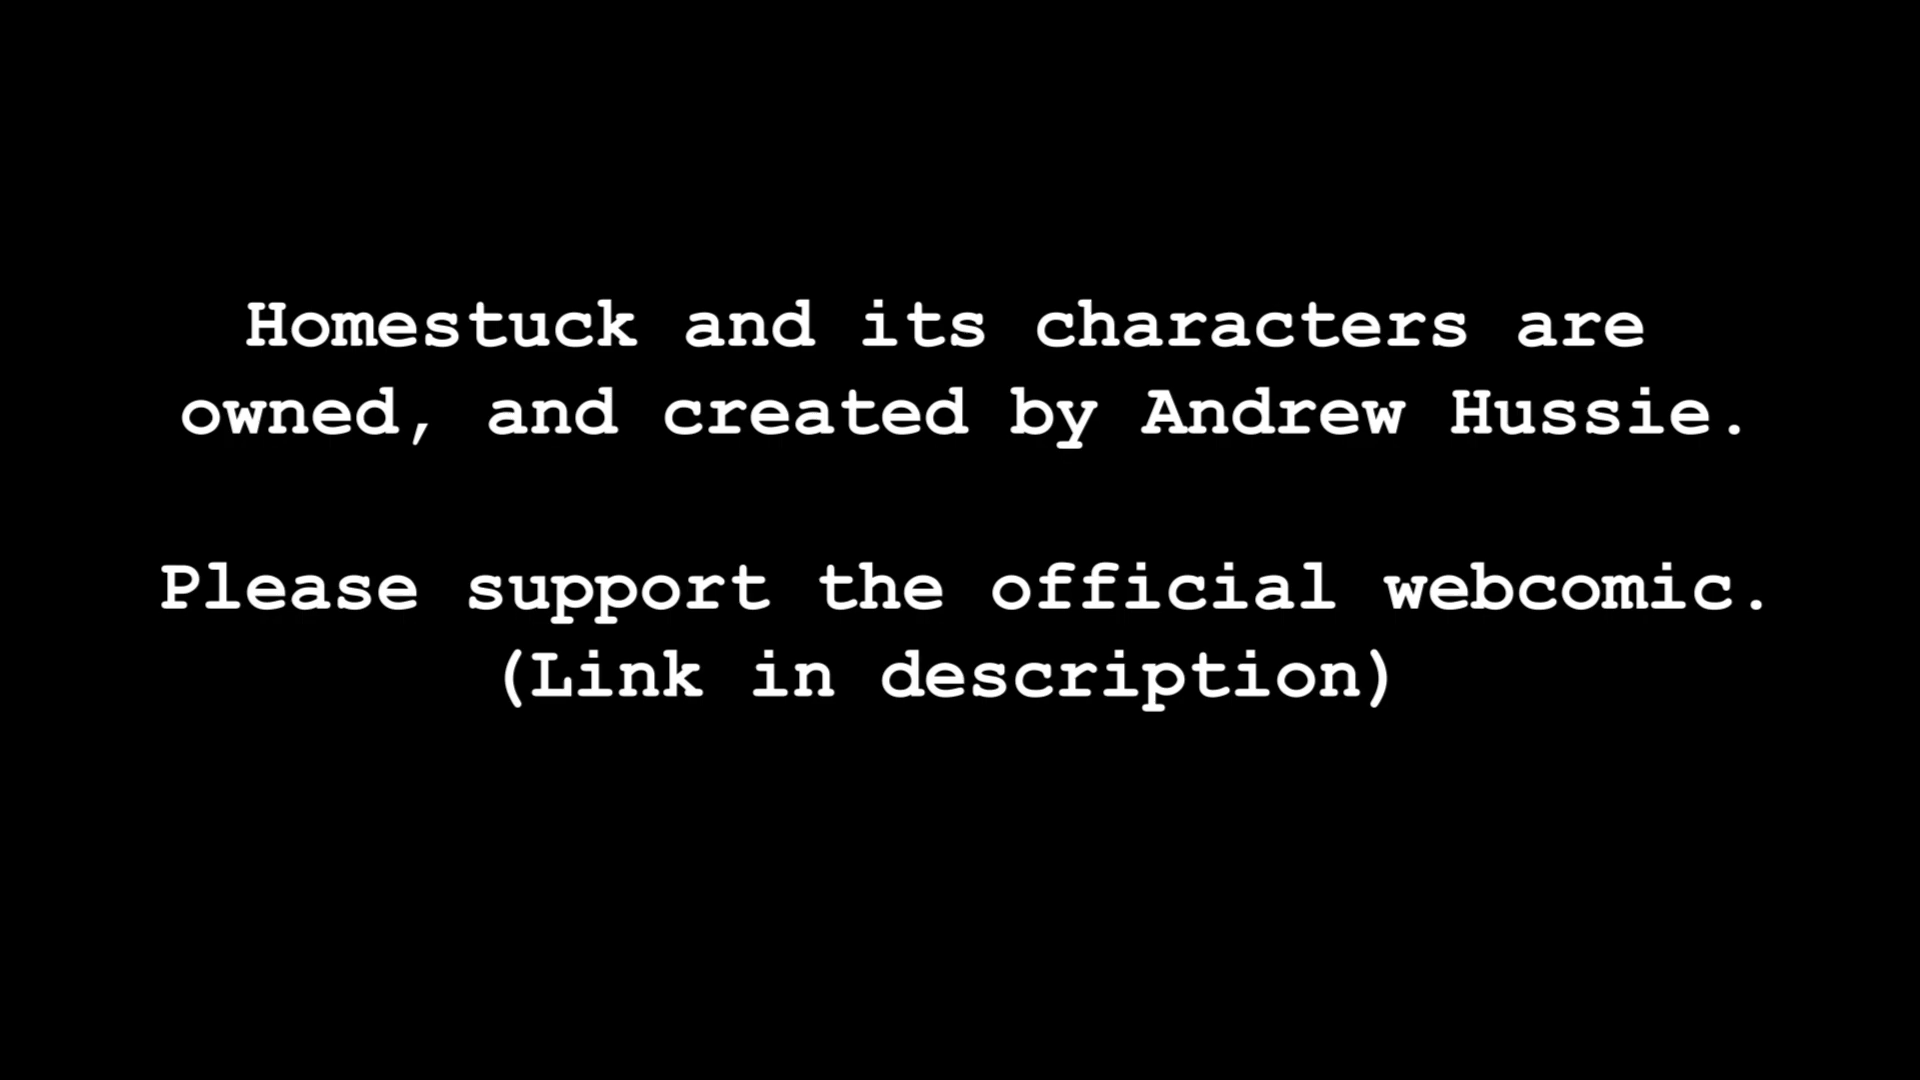 Homestuck and its characters are
owned, and created by Andrew Hussie.
Please support the official webcomic.
(Link in description)